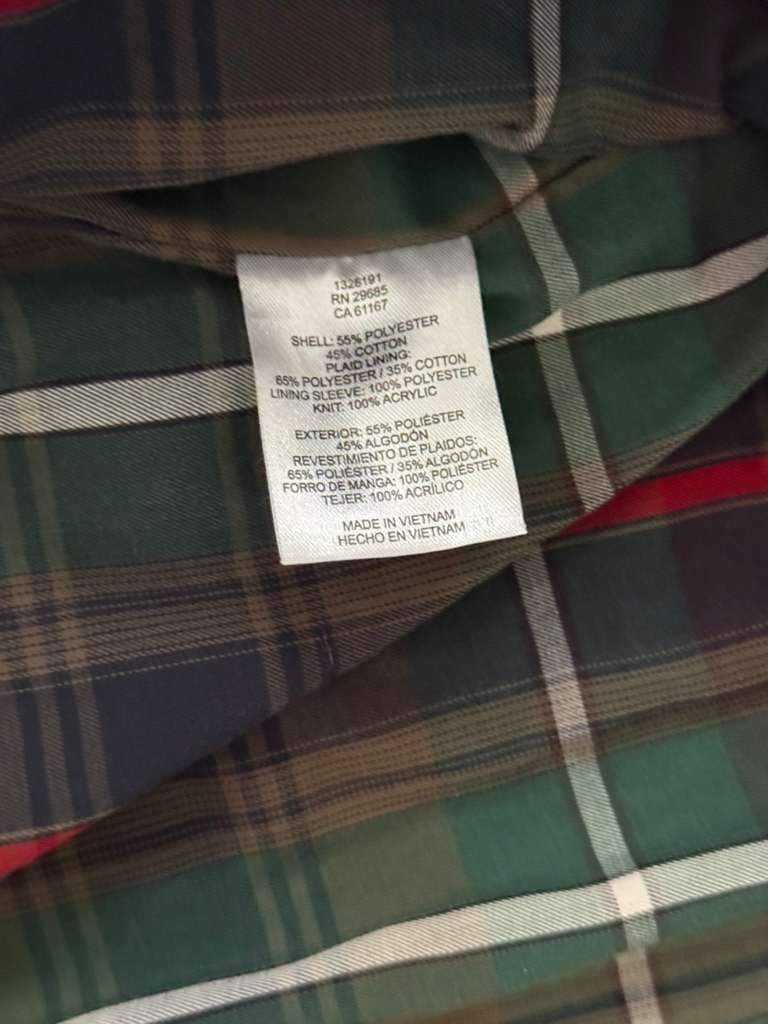 1326191
RN 29685
CA 61167
SHELL: 55% POLYESTER
45% COTTON
PLAID LINING:
65% POLYESTER / 35% COTTON
LINING SLEEVE: 100% POLYESTER
KNIT: 100% ACRYLIC
EXTERIOR: 55% POLIÉSTER
45% ALGODÓN
REVESTIMIENTO DE PLAIDOS:
65% POLIÉSTER / 35% ALGODÓN
FORRO DE MANGA: 100% POLIÉSTER
TEJER: 100% ACRÍLICO
MADE IN VIETNAM
HECHO EN VIETNAM